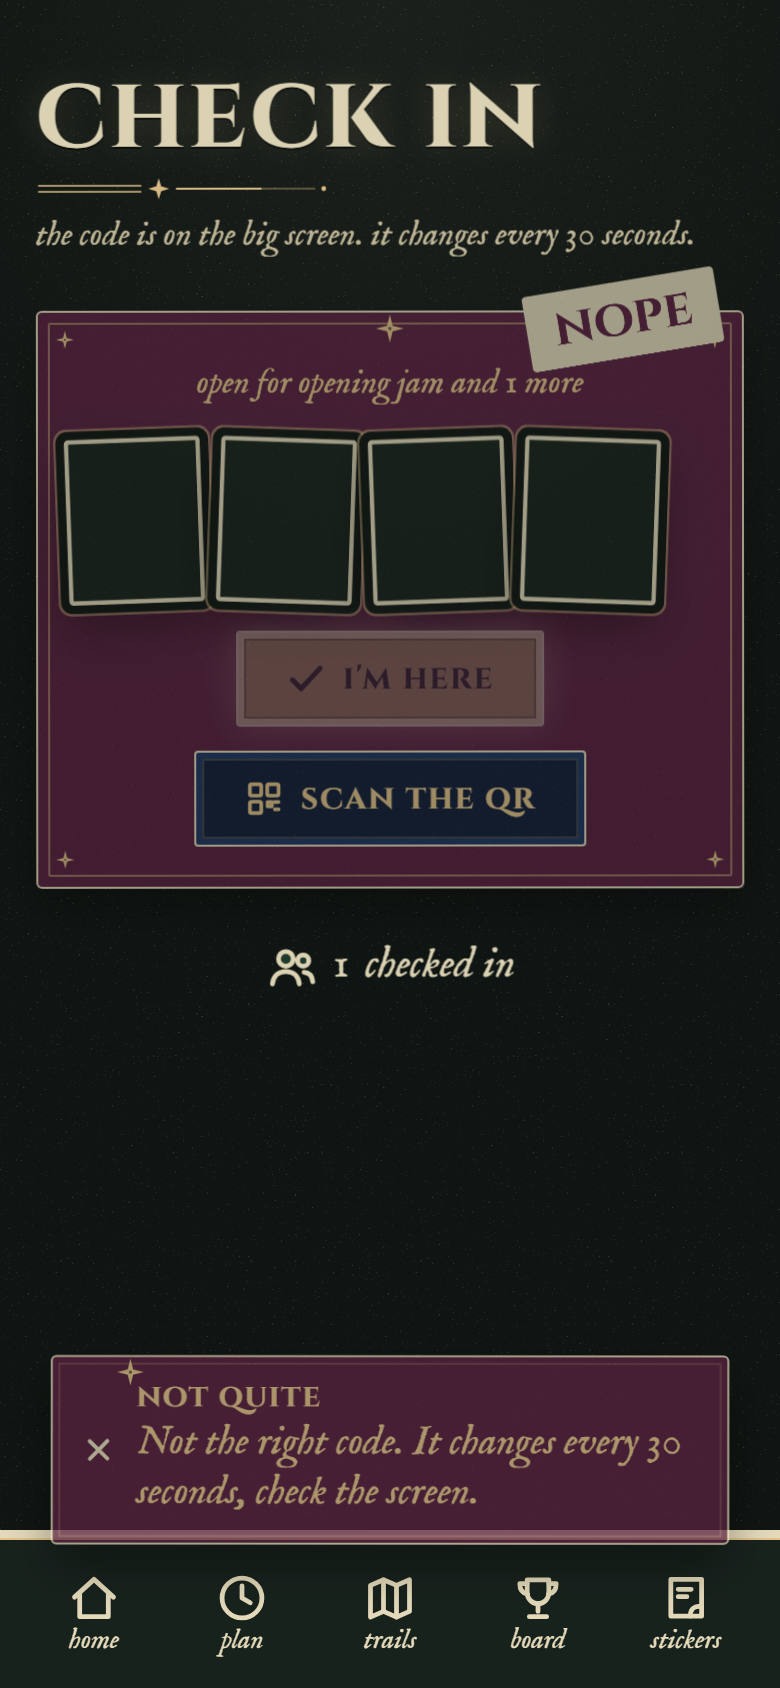 CHECK IN
the code is on the big screen. it changes every 30 seconds.
NOPE
open for opening jam and 1 more
I'M HERE
SCAN THE QR
1 checked in
NOT QUITE
Not the right code. It changes every 30
seconds, check the screen.
home
plan
trails
board
stickers